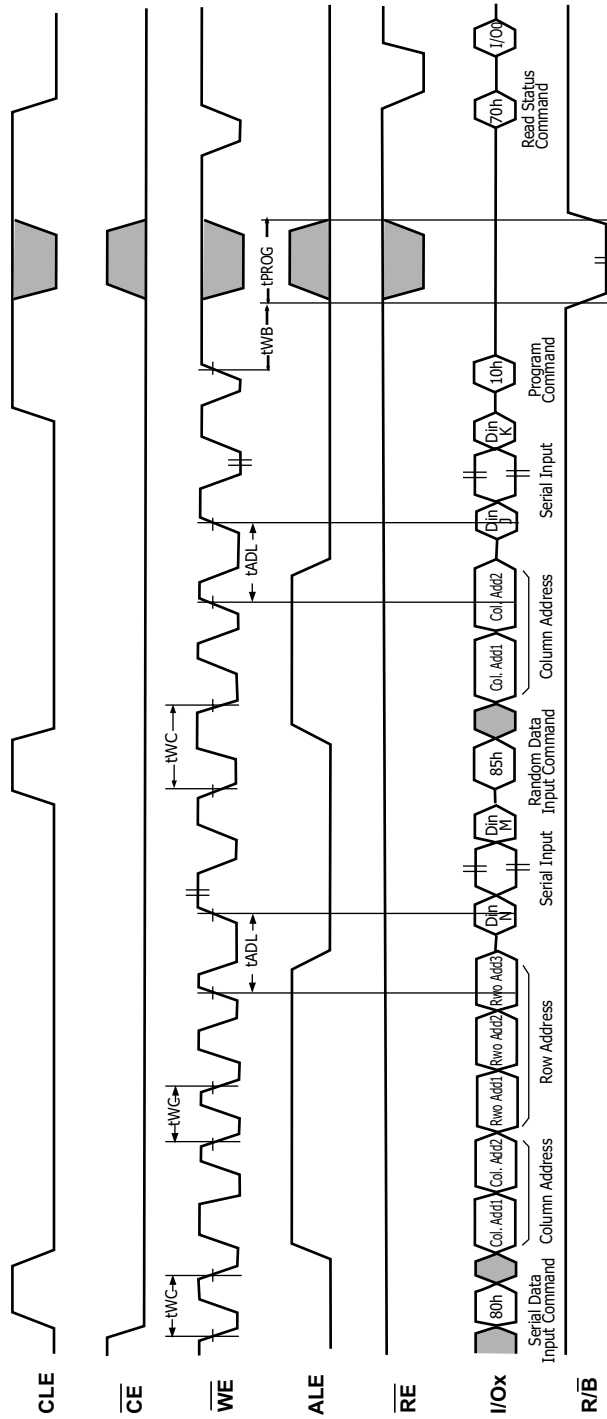 CLE
CE
WE
tWC
tWC
tADL
tWC
tADL
tWB
tPROG
ALE
RE
I/Ox
80h
Col. Add1
Col. Add2
Rwo Add1
Rwo Add2
Rwo Add3
Din
N
Din
M
85h
Col. Add1
Col. Add2
Din
J
Din
K
10h
70h
I/O0
Serial Data
Input Command
Column Address
Row Address
Serial Input
Random Data
Input Command
Column Address
Serial Input
Program
Command
Read Status
Command
R/B